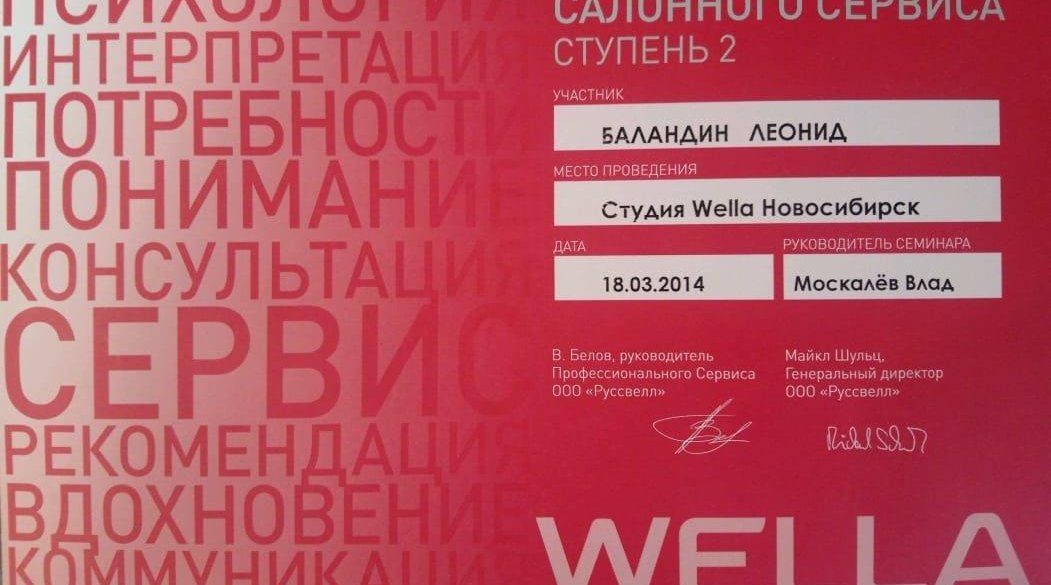 ПСИХОЛОГИЯ
ИНТЕРПРЕТАЦИЯ
ПОТРЕБНОСТИ
ПОНИМАНИЕ
КОНСУЛЬТАЦИЯ
СЕРВИС
РЕКОМЕНДАЦИЯ
ВДОХНОВЕНИЕ
КОММУНИКАЦИЯ
САЛОННОГО СЕРВИСА
СТУПЕНЬ 2
УЧАСТНИК
БАЛАНДИН ЛЕОНИД
МЕСТО ПРОВЕДЕНИЯ
Студия Wella Новосибирск
ДАТА
18.03.2014
РУКОВОДИТЕЛЬ СЕМИНАРА
Москалёв Влад
В. Белов, руководитель
Профессионального Сервиса
ООО «Руссвелл»
Майкл Шульц,
Генеральный директор
ООО «Руссвелл»
WELLA